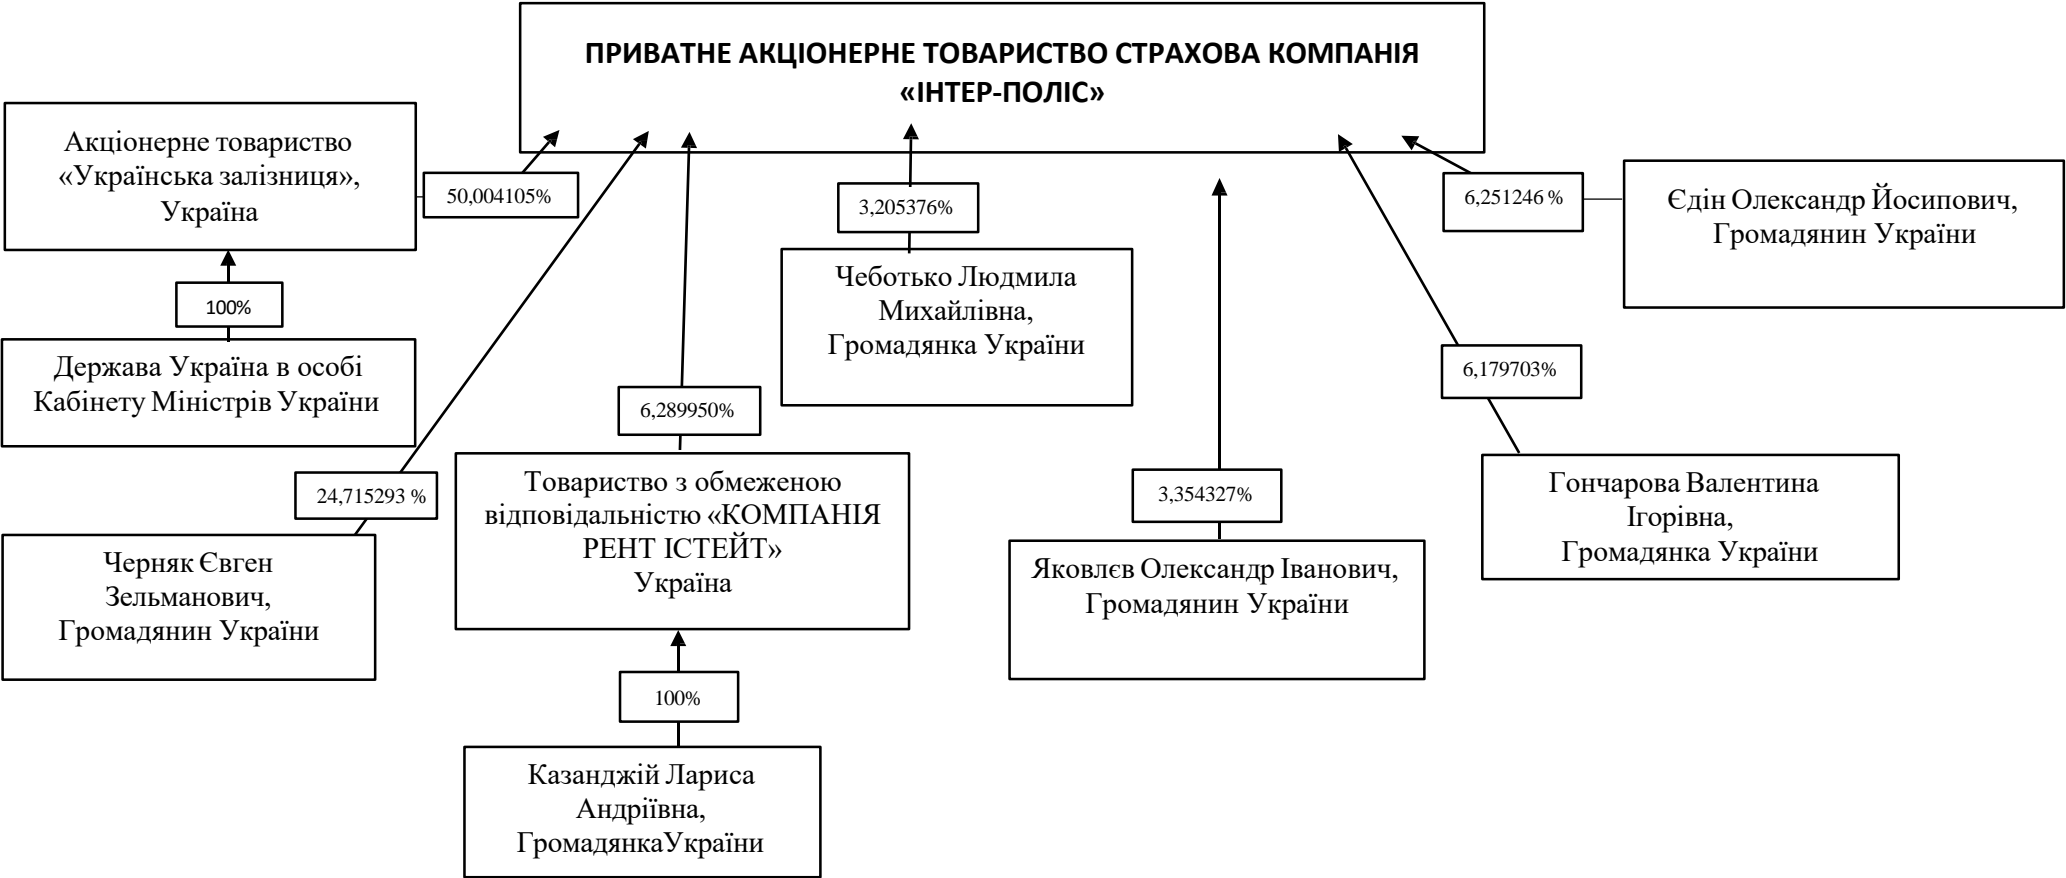 ПРИВАТНЕ АКЦІОНЕРНЕ ТОВАРИСТВО СТРАХОВА КОМПАНІЯ
«ІНТЕР-ПОЛІС»
Акціонерне товариство
«Українська залізниця»,
Україна
50,004105%
100%
Держава Україна в особі
Кабінету Міністрів України
24,715293 %
Черняк Євген
Зельманович,
Громадянин України
6,289950%
Товариство з обмеженою
відповідальністю «КОМПАНІЯ
РЕНТ ІСТЕЙТ»
Україна
100%
Казанджій Лариса
Андріївна,
ГромадянкаУкраїни
3,205376%
Чеботько Людмила
Михайлівна,
Громадянка України
3,354327%
Яковлєв Олександр Іванович,
Громадянин України
6,179703%
Гончарова Валентина
Ігорівна,
Громадянка України
6,251246 %
Єдін Олександр Йосипович,
Громадянин України